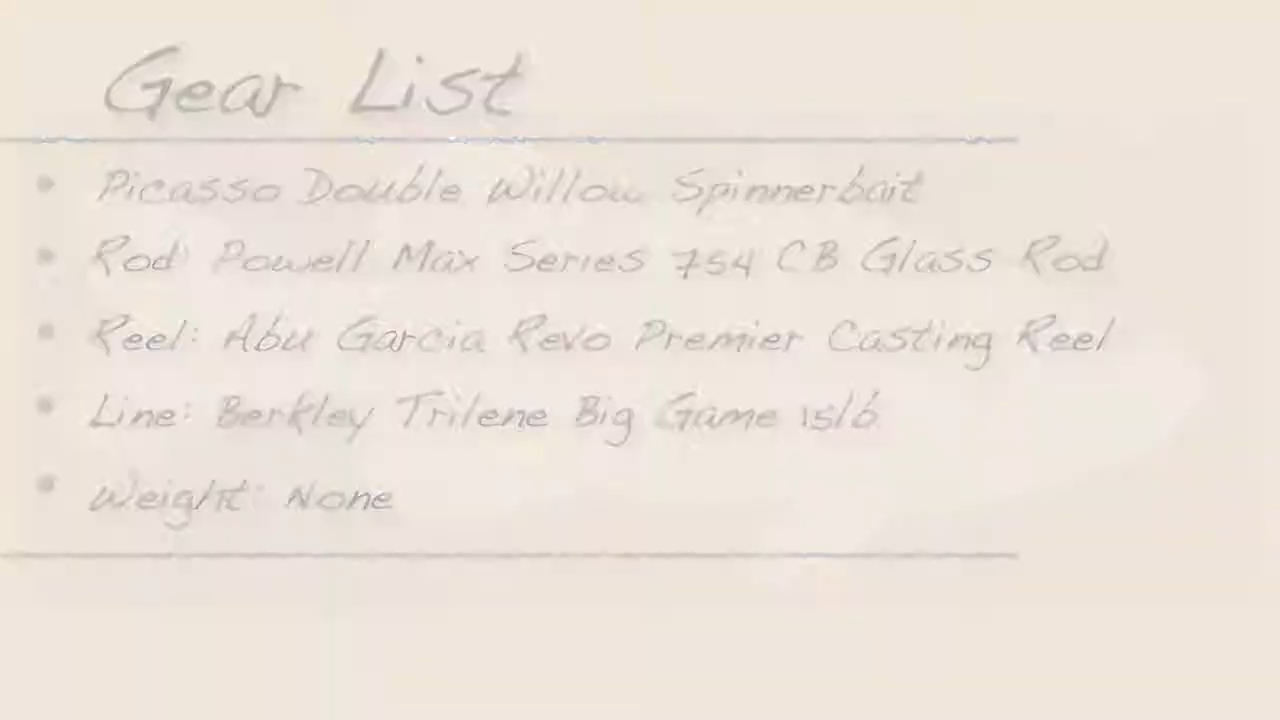 Gear List
• Picasso Double Willow Spinnerbait
• Rod: Powell Max Series 754 CB Glass Rod
• Reel: Abu Garcia Revo Premier Casting Reel
• Line: Berkley Trilene Big Game 15lb
• Weight: None